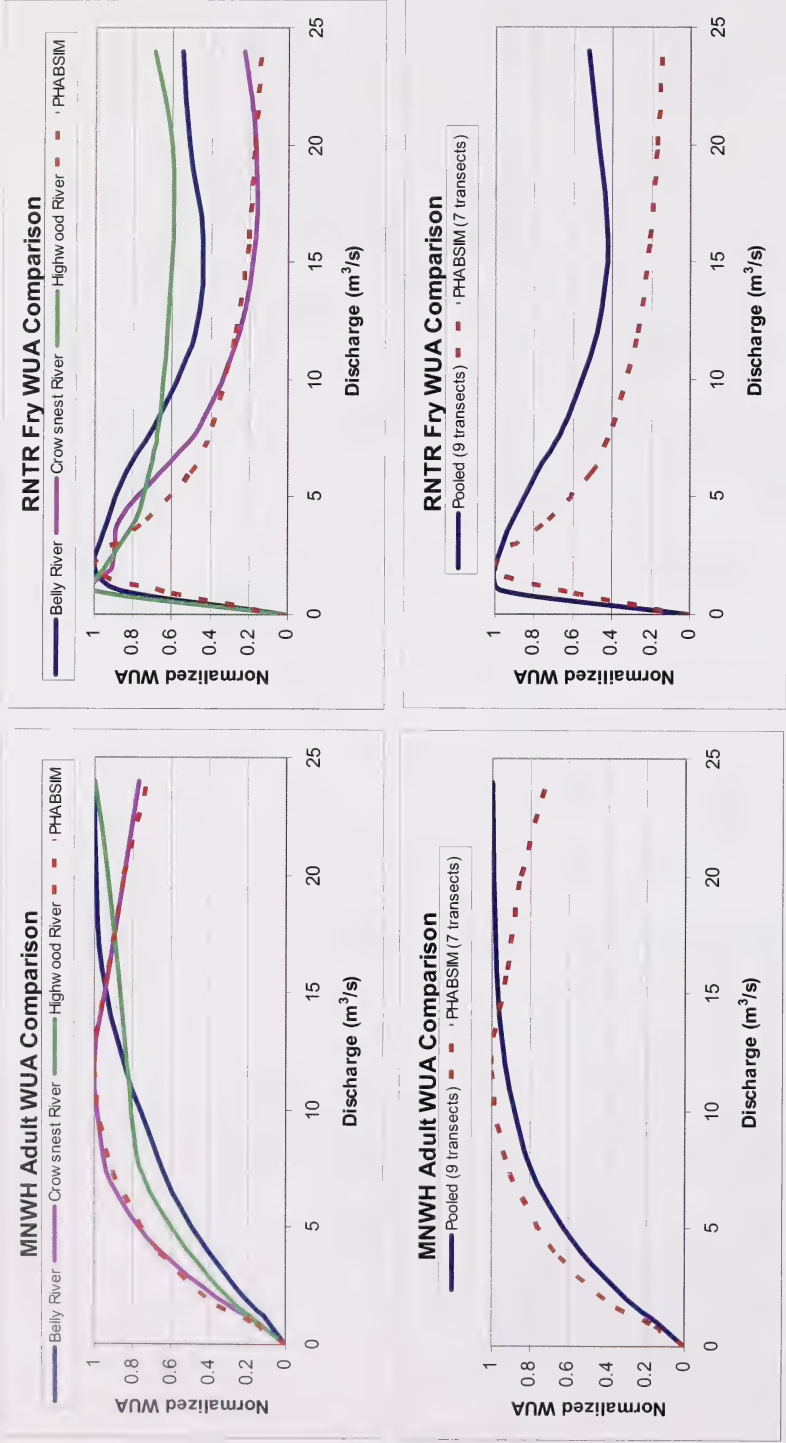 MNWH Adult WUA Comparison
Belly River Crow snest River Highwood River PHABSIM
Normalized WUA
1
0.8
0.6
0.4
0.2
0
0 5 10 15 20 25
Discharge (m³/s)
RNTR Fry WUA Comparison
Belly River Crow snest River Highwood River PHABSIM
Normalized WUA
1
0.8
0.6
0.4
0.2
0
0 5 10 15 20 25
Discharge (m³/s)
MNWH Adult WUA Comparison
Pooled (9 transects) PHABSIM (7 transects)
Normalized WUA
1
0.8
0.6
0.4
0.2
0
0 5 10 15 20 25
Discharge (m³/s)
RNTR Fry WUA Comparison
Pooled (9 transects) PHABSIM (7 transects)
Normalized WUA
1
0.8
0.6
0.4
0.2
0
0 5 10 15 20 25
Discharge (m³/s)